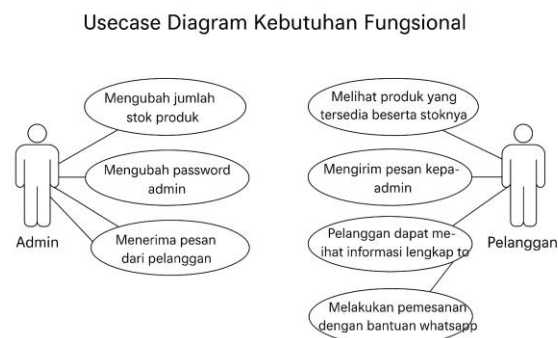 Usecase Diagram Kebutuhan Fungsional
Mengubah jumlah
stok produk
Mengubah password
admin
Menerima pesan
dari pelanggan
Admin
Melihat produk yang
tersedia beserta stoknya
Mengirim pesan kepa-
admin
Pelanggan dapat me-
ihat informasi lengkap to
Melakukan pemesanan
dengan bantuan whatsapp
Pelanggan